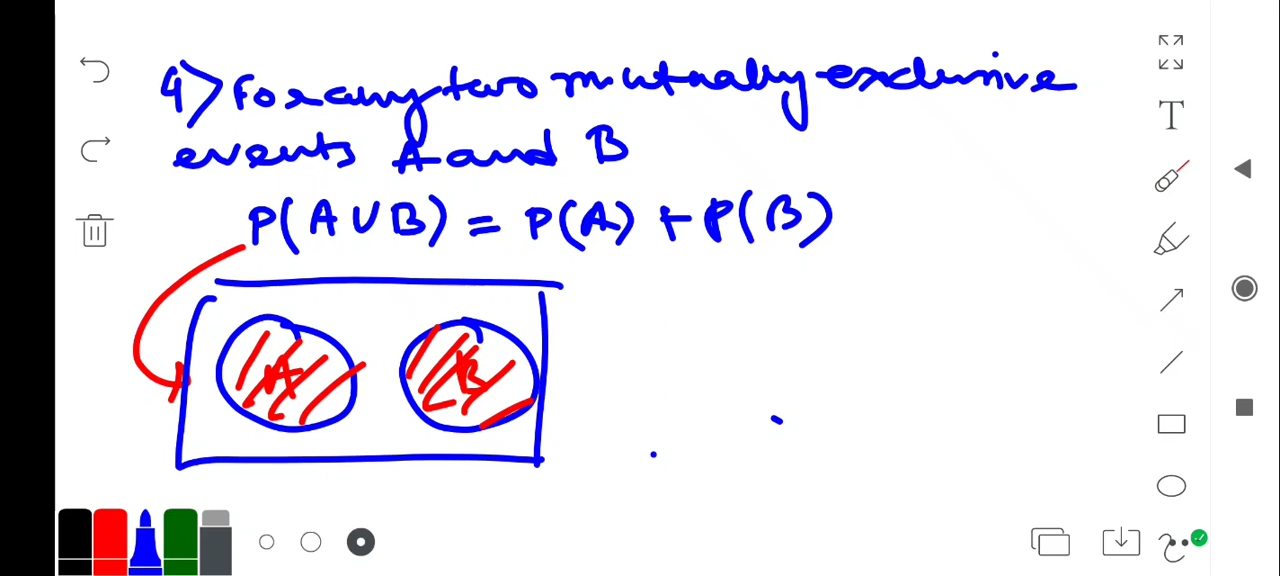 4> For any two mutually exclusive
events A and B
P(A∪B) = P(A) + P(B)
A B
T